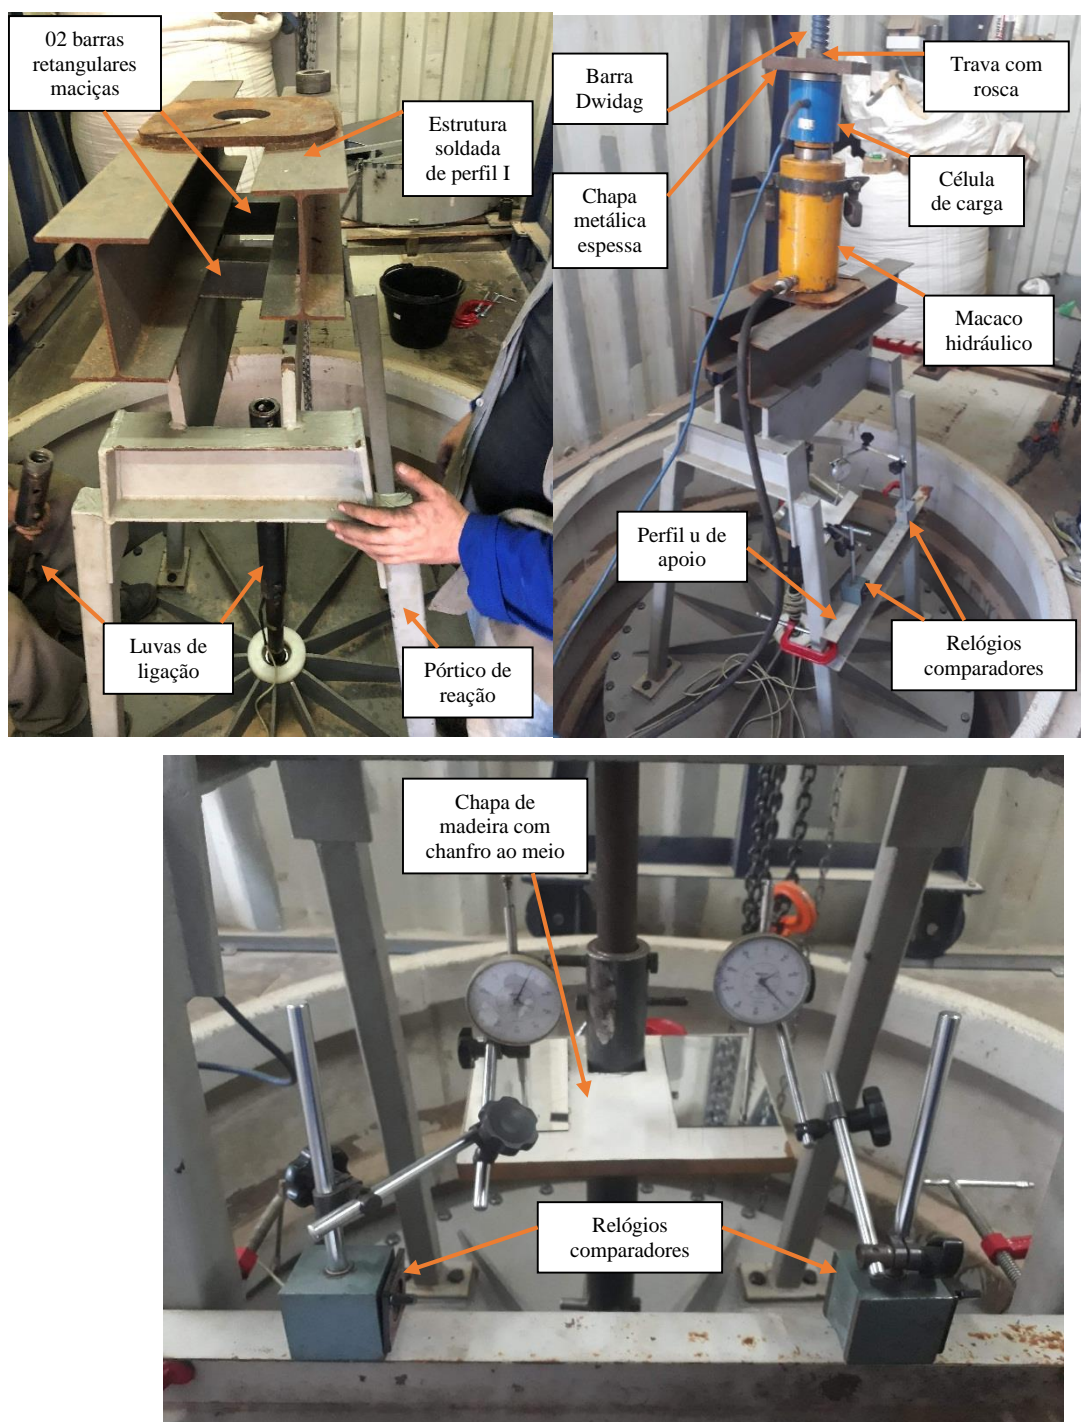 02 barras
retangulares
maciças
Estrutura
soldada
de perfil I
Luvas de
ligação
Pórtico de
reação
Barra
Dwidag
Trava com
rosca
Chapa
metálica
espessa
Célula
de carga
Macaco
hidráulico
Perfil u de
apoio
Relógios
comparadores
Chapa de
madeira com
chanfro ao meio
Relógios
comparadores